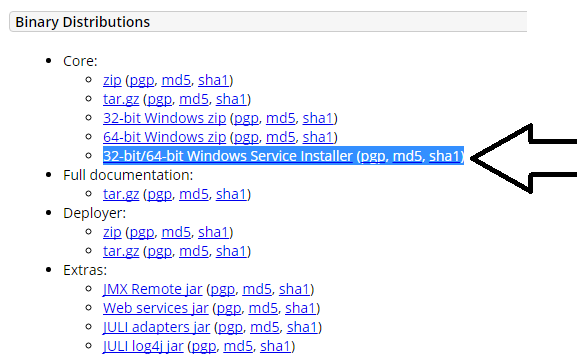 Binary Distributions
Core:
zip (pgp, md5, sha1)
tar.gz (pgp, md5, sha1)
32-bit Windows zip (pgp, md5, sha1)
64-bit Windows zip (pgp, md5, sha1)
32-bit/64-bit Windows Service Installer (pgp, md5, sha1)
Full documentation:
tar.gz (pgp, md5, sha1)
Deployer:
zip (pgp, md5, sha1)
tar.gz (pgp, md5, sha1)
Extras:
JMX Remote jar (pgp, md5, sha1)
Web services jar (pgp, md5, sha1)
JULI adapters jar (pgp, md5, sha1)
JULI log4j jar (pgp, md5, sha1)